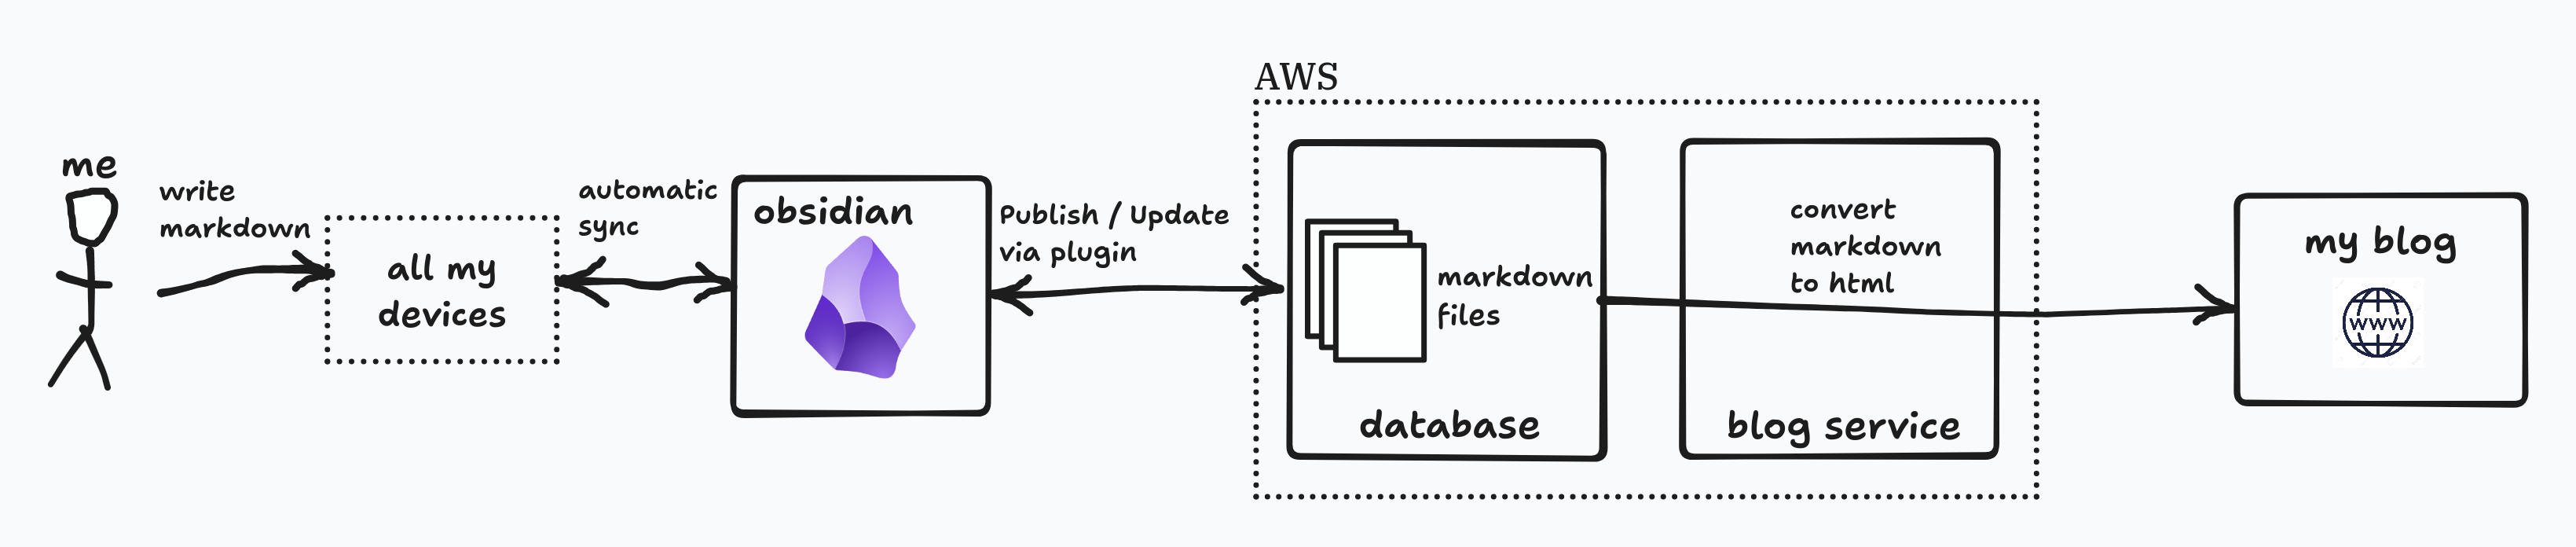 AWS
me
write
markdown
all my
devices
automatic
sync
obsidian
Publish / Update
via plugin
markdown
files
database
convert
markdown
to html
blog service
my blog
www